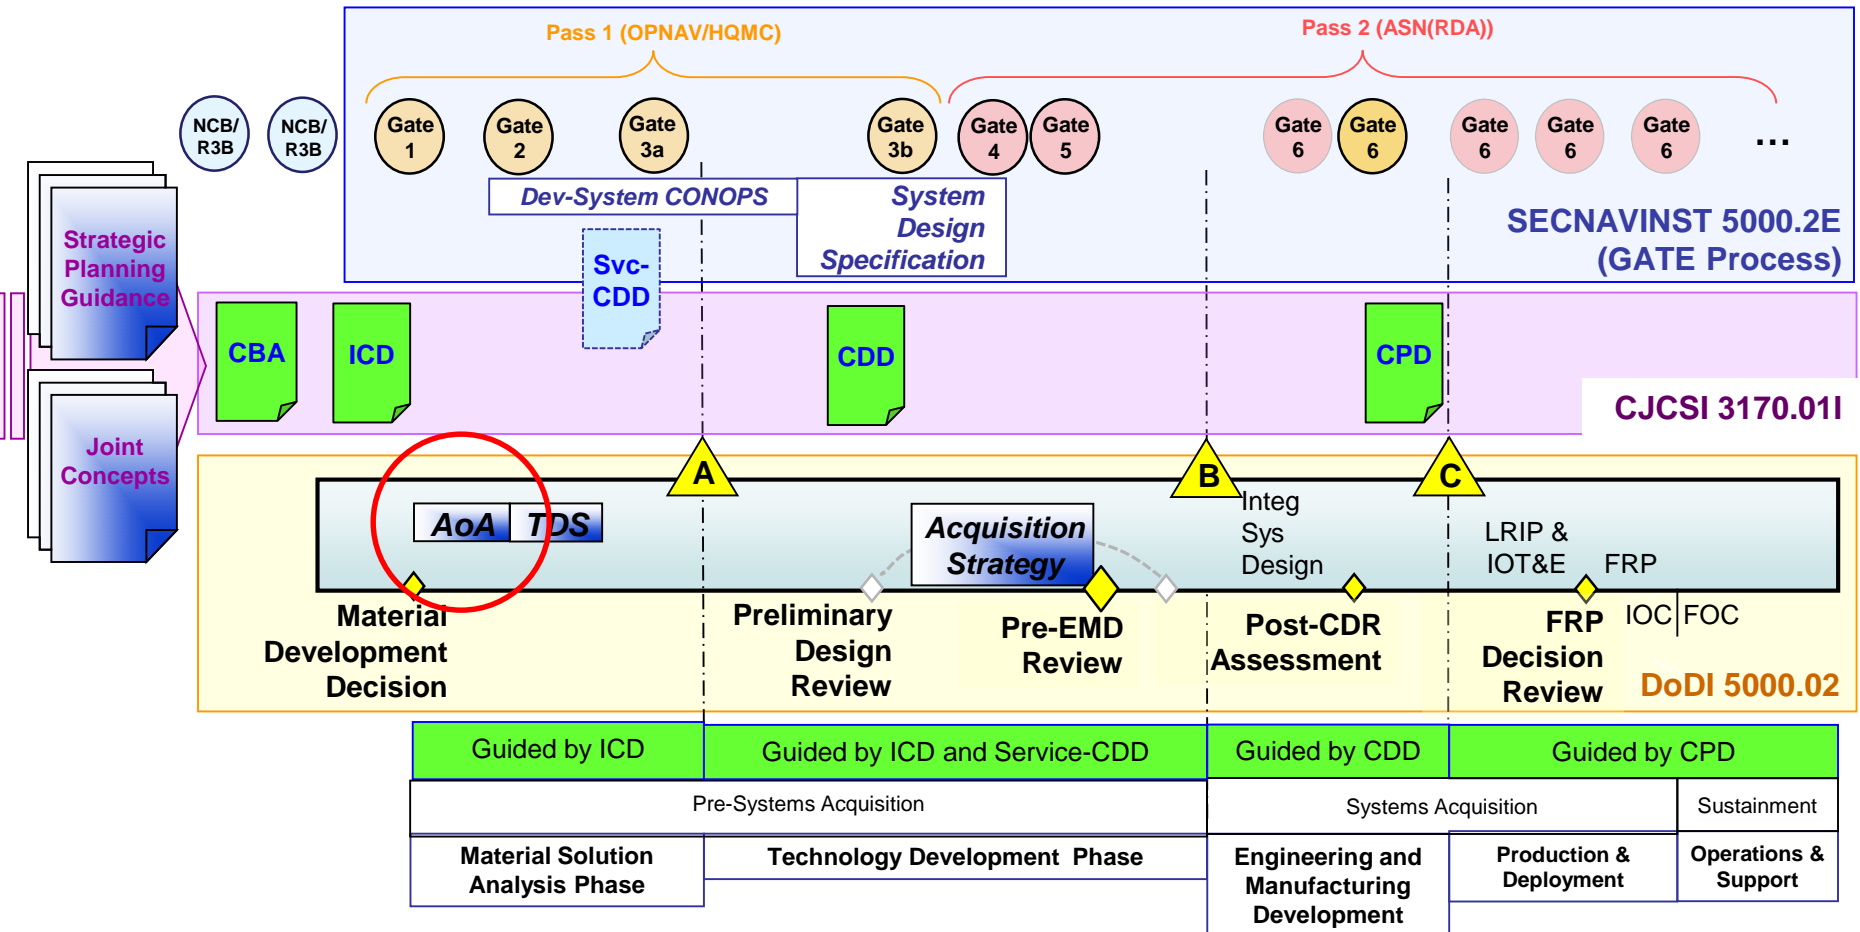 Pass 1 (OPNAV/HQMC)
Pass 2 (ASN(RDA))
NCB/
R3B
NCB/
R3B
Gate
1
Gate
2
Gate
3a
Gate
3b
Gate
4
Gate
5
Gate
6
Gate
6
Gate
6
Gate
6
Gate
6
...
Dev-System CONOPS
System
Design
Specification
SECNAVINST 5000.2E
(GATE Process)
Strategic
Planning
Guidance
Svc-
CDD
CBA
ICD
CDD
CPD
CJCSI 3170.01I
Joint
Concepts
A
B
C
AoA
TDS
Acquisition
Strategy
Integ
Sys
Design
LRIP &
IOT&E
FRP
Material
Development
Decision
Preliminary
Design
Review
Pre-EMD
Review
Post-CDR
Assessment
FRP
Decision
Review
IOC
FOC
DoDI 5000.02
Guided by ICD
Guided by ICD and Service-CDD
Guided by CDD
Guided by CPD
Pre-Systems Acquisition
Systems Acquisition
Sustainment
Material Solution
Analysis Phase
Technology Development Phase
Engineering and
Manufacturing
Development
Production &
Deployment
Operations &
Support